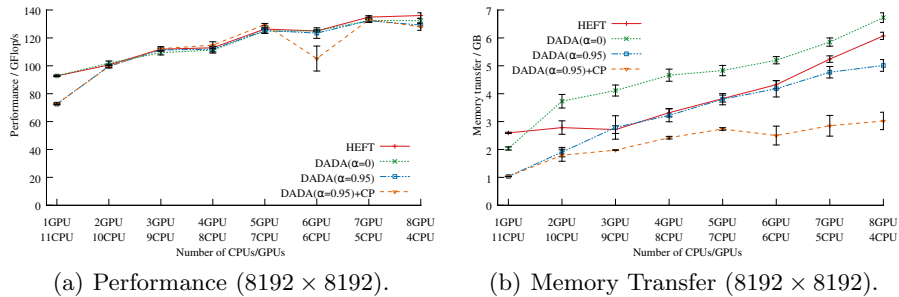 140
120
100
80
60
40
20
0
Performance / GFlop/s
HEFT
DADA(α=0)
DADA(α=0.95)
DADA(α=0.95)+CP
1GPU 2GPU 3GPU 4GPU 5GPU 6GPU 7GPU 8GPU
11CPU 10CPU 9CPU 8CPU 7CPU 6CPU 5CPU 4CPU
Number of CPUs/GPUs
(a) Performance (8192 × 8192).
7
6
5
4
3
2
1
0
Memory transfer / GB
HEFT
DADA(α=0)
DADA(α=0.95)
DADA(α=0.95)+CP
1GPU 2GPU 3GPU 4GPU 5GPU 6GPU 7GPU 8GPU
11CPU 10CPU 9CPU 8CPU 7CPU 6CPU 5CPU 4CPU
Number of CPUs/GPUs
(b) Memory Transfer (8192 × 8192).